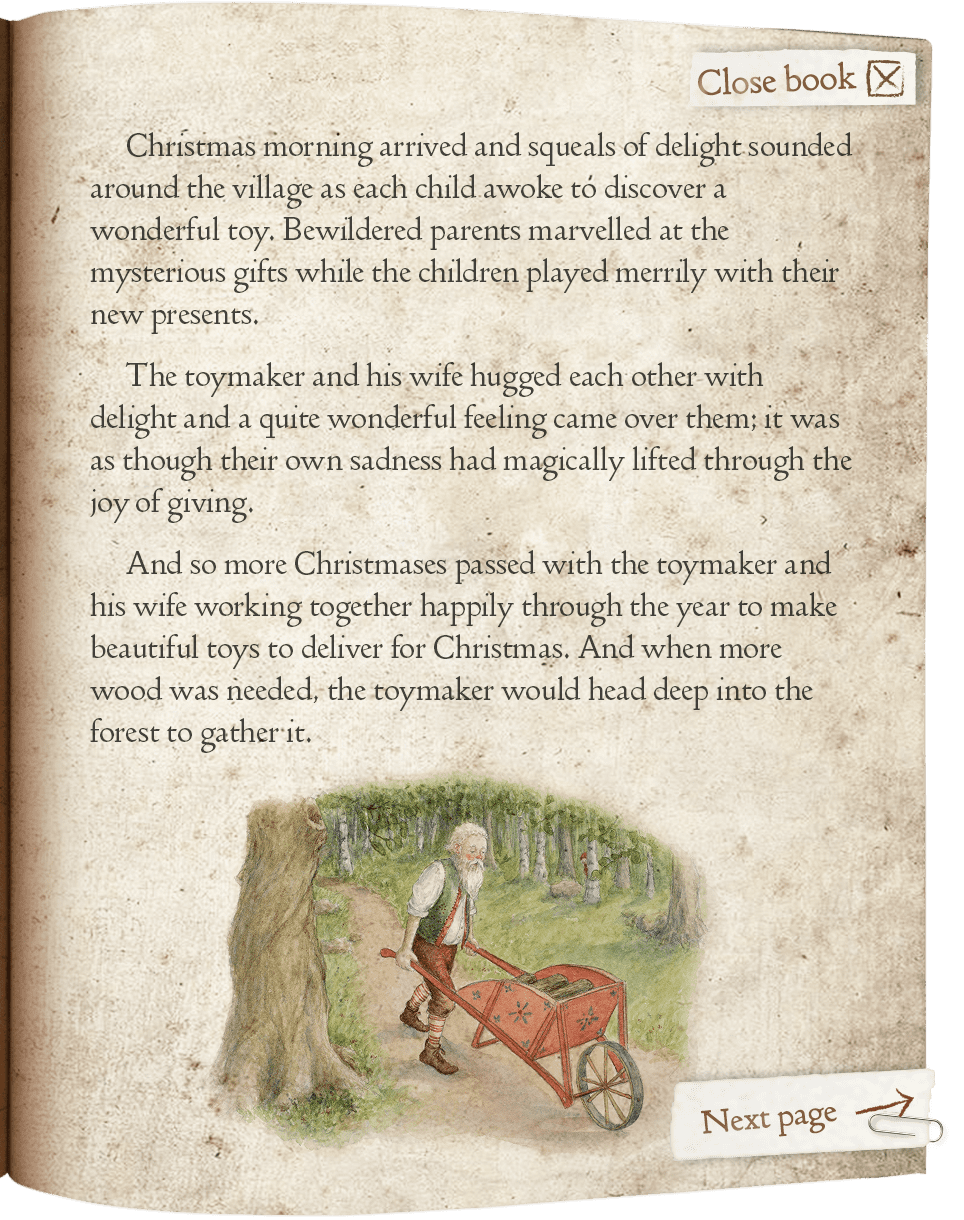 Close book
Christmas morning arrived and squeals of delight sounded
around the village as each child awoke to discover a
wonderful toy. Bewildered parents marvelled at the
mysterious gifts while the children played merrily with their
new presents.
The toymaker and his wife hugged each other with
delight and a quite wonderful feeling came over them; it was
as though their own sadness had magically lifted through the
joy of giving.
And so more Christmases passed with the toymaker and
his wife working together happily through the year to make
beautiful toys to deliver for Christmas. And when more
wood was needed, the toymaker would head deep into the
forest to gather it.
Next page